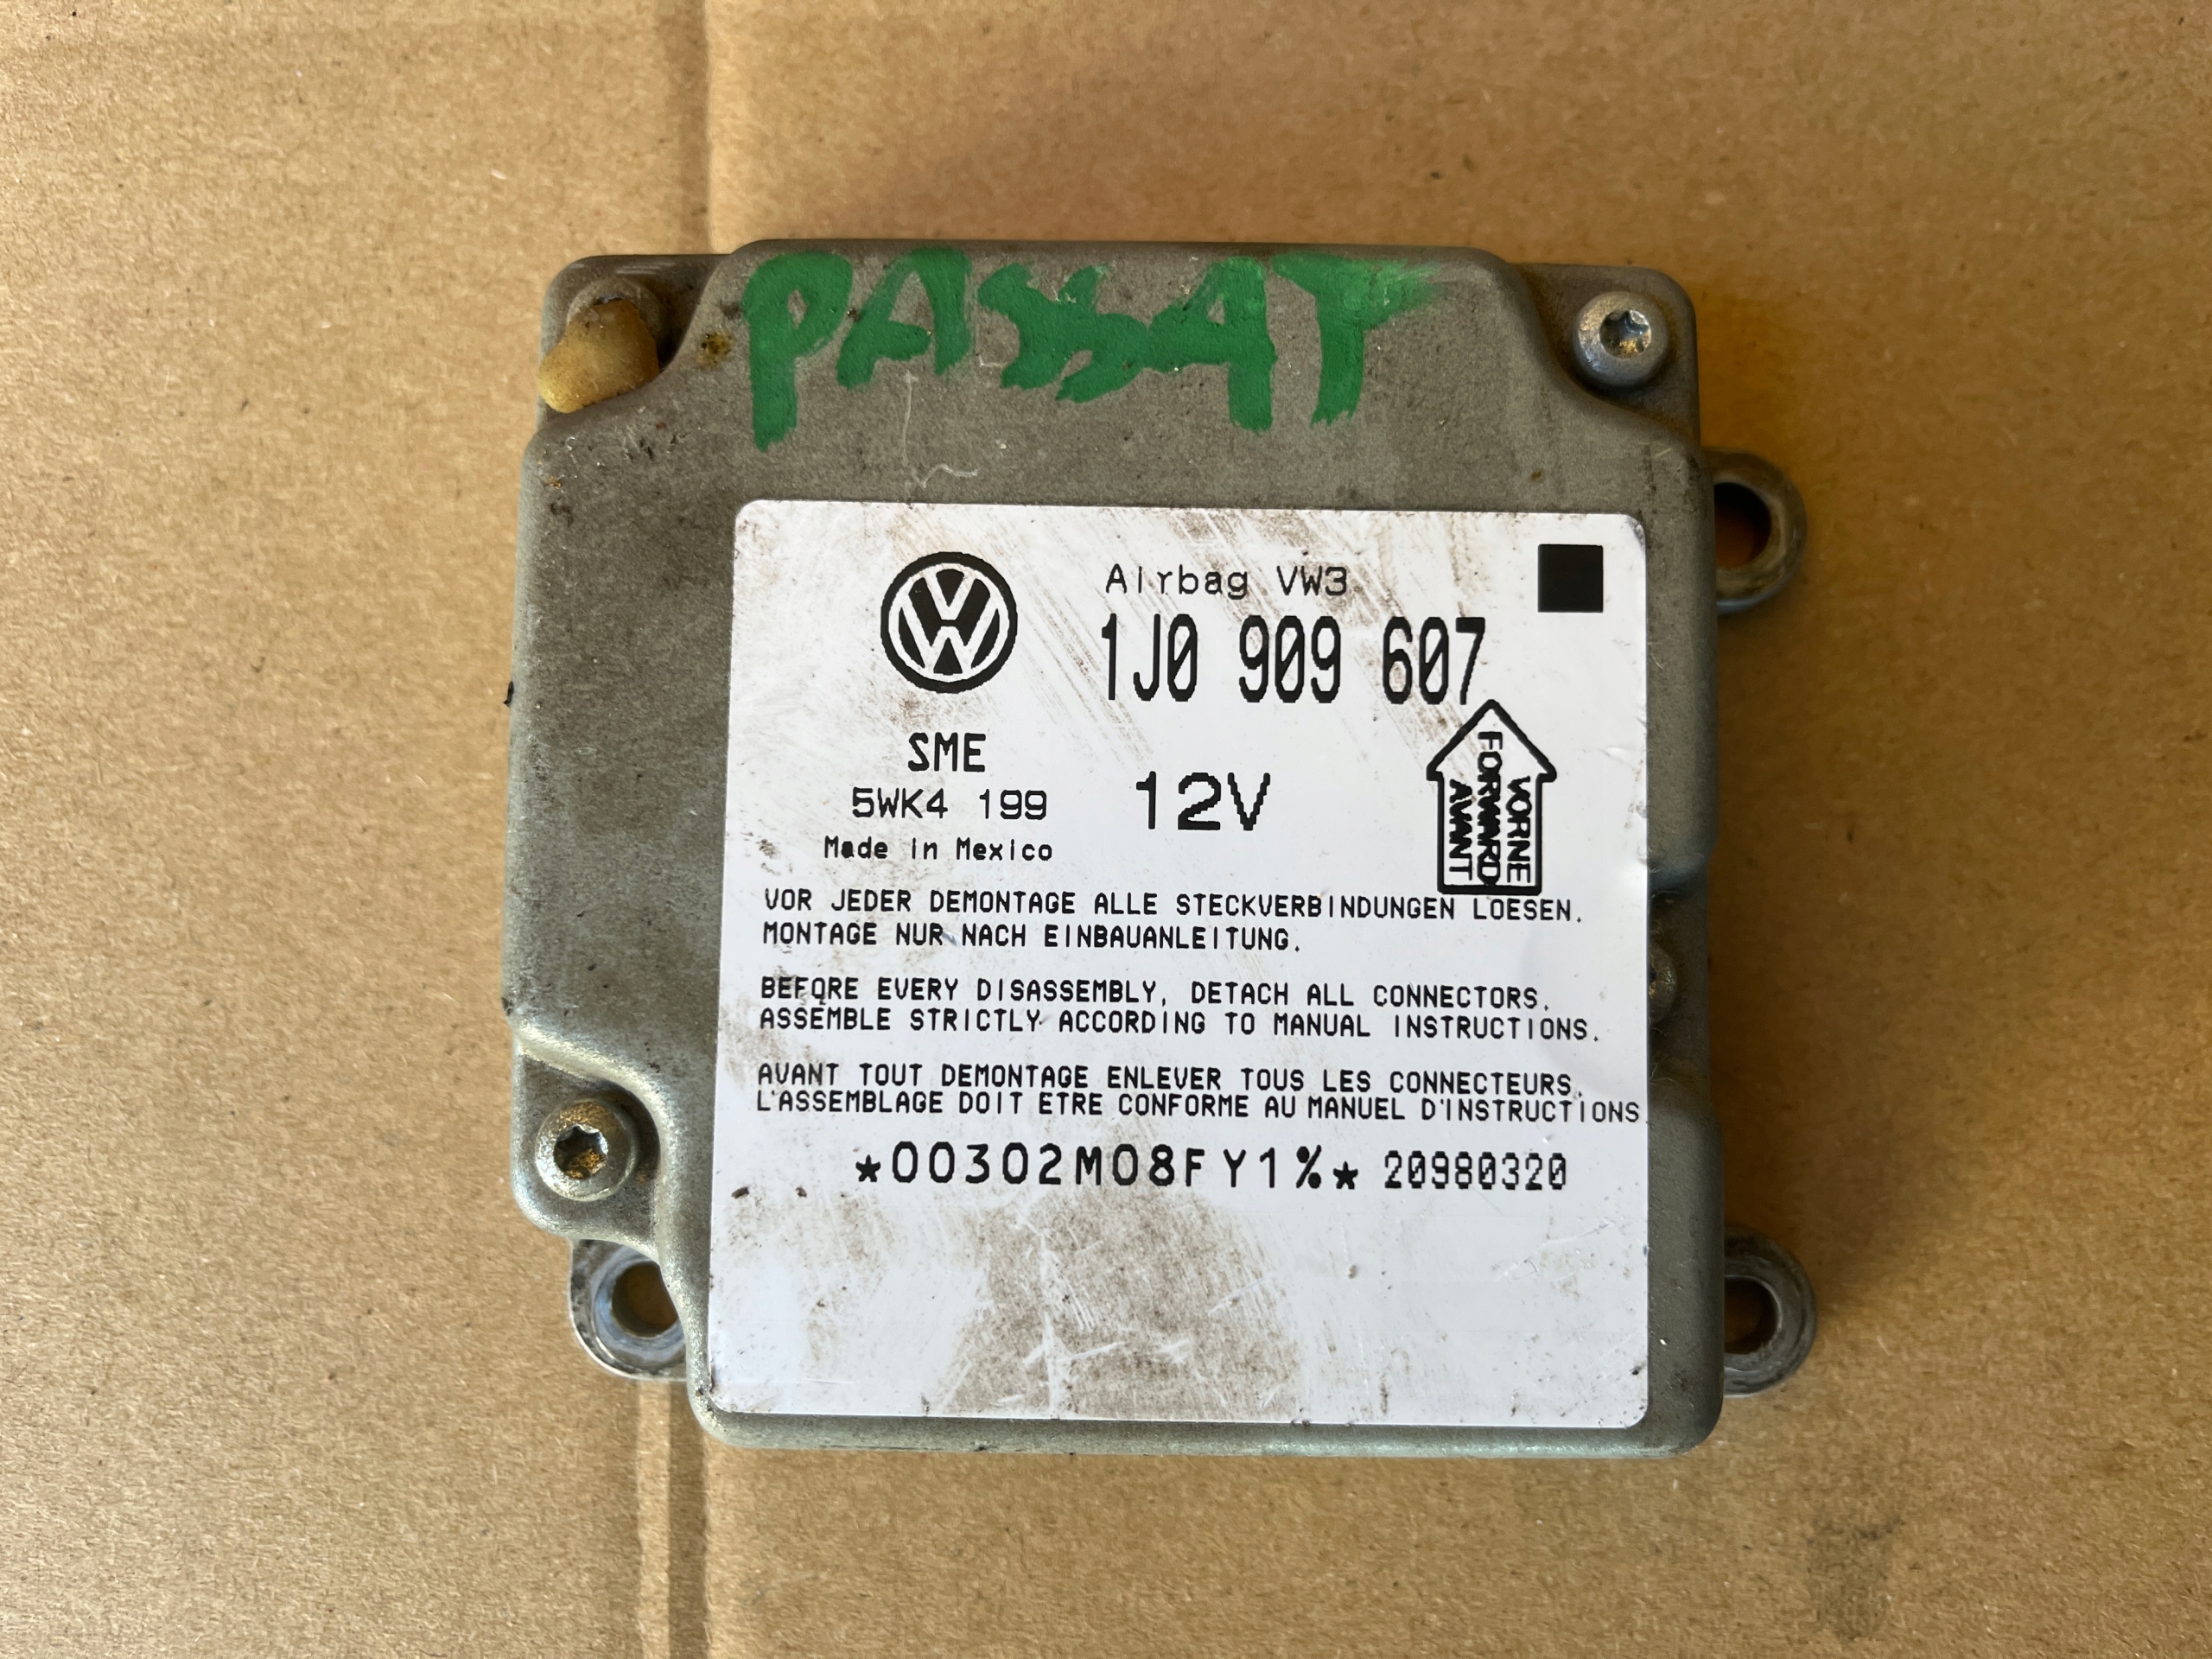 PASSAT
Airbag VW3
1J0 909 607
SME
5WK4 199
12V
Made in Mexico
VORNE
FORWARD
AVANT
VOR JEDER DEMONTAGE ALLE STECKVERBINDUNGEN LOESEN.
MONTAGE NUR NACH EINBAUANLEITUNG.
BEFORE EVERY DISASSEMBLY, DETACH ALL CONNECTORS.
ASSEMBLE STRICTLY ACCORDING TO MANUAL INSTRUCTIONS.
AVANT TOUT DEMONTAGE ENLEVER TOUS LES CONNECTEURS.
L'ASSEMBLAGE DOIT ETRE CONFORME AU MANUEL D'INSTRUCTIONS
*00302M08FY1%* 20980320